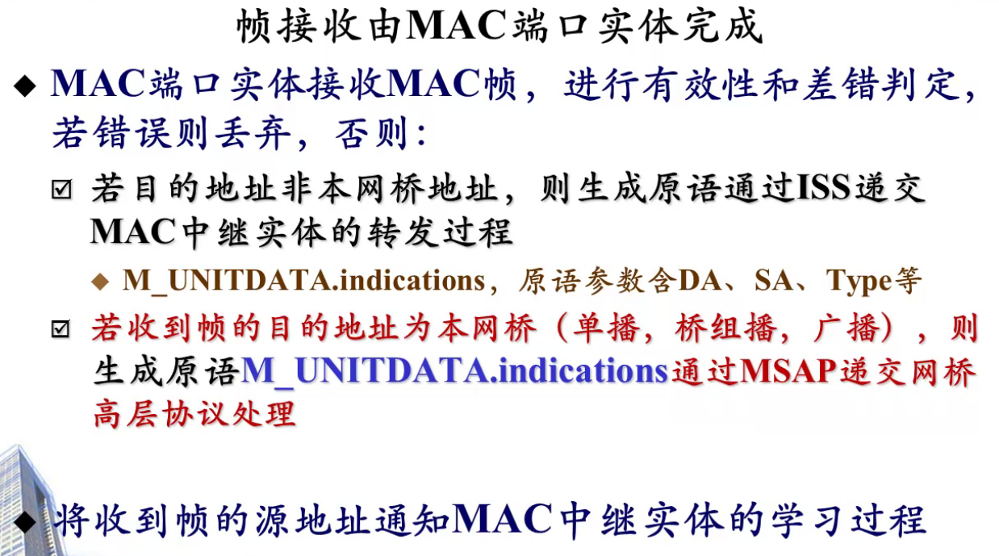 帧接收由MAC端口实体完成
◆ MAC端口实体接收MAC帧，进行有效性和差错判定，
若错误则丢弃，否则：
☑ 若目的地址非本网桥地址，则生成原语通过ISS递交
MAC中继实体的转发过程
◆ M_UNITDATA.indications，原语参数含DA、SA、Type等
☑ 若收到帧的目的地址为本网桥（单播，桥组播，广播），则
生成原语M_UNITDATA.indications通过MSAP递交网桥
高层协议处理
◆ 将收到帧的源地址通知MAC中继实体的学习过程